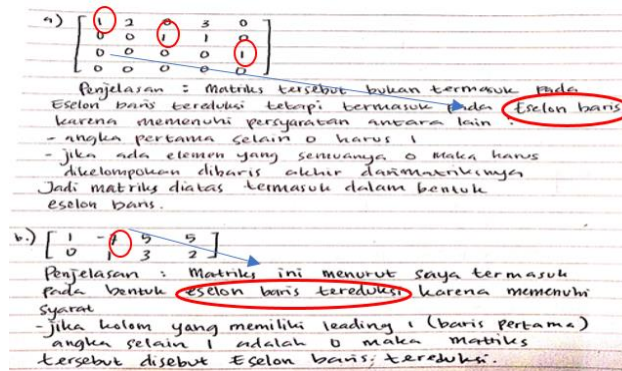 a) [ 1 2 0 3 0
0 0 1 1 0
0 0 0 0 1
0 0 0 0 0 ]
Penjelasan : Matriks tersebut bukan termasuk pada
Eselon baris tereduksi tetapi termasuk pada Eselon baris
karena memenuhi persyaratan antara lain :
- angka pertama selain 0 harus 1
- jika ada elemen yang semuanya 0 maka harus
dikelompokan dibaris akhir dari matriksnya
Jadi matriks diatas termasuk dalam bentuk
eselon baris.
b.) [ 1 -7 5 5
0 1 3 2 ]
Penjelasan : Matriks ini menurut saya termasuk
pada bentuk eselon baris tereduksi karena memenuhi
syarat
- jika kolom yang memiliki leading 1 (baris pertama)
angka selain 1 adalah 0 maka matriks
tersebut disebut Eselon baris tereduksi.